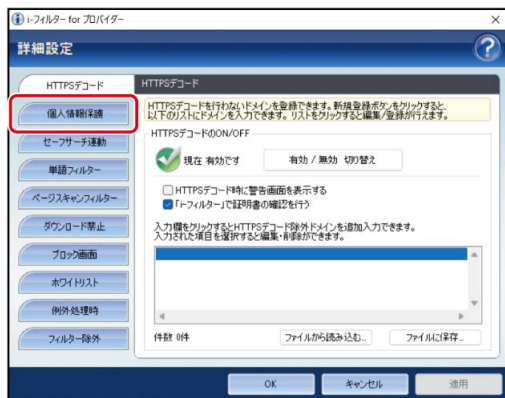 i-フィルター for プロバイダー
詳細設定
HTTPSデコード
個人情報保護
セーフサーチ連動
単語フィルター
ページスキャンフィルター
ダウンロード禁止
ブロック画面
ホワイトリスト
例外処理時
フィルター除外
HTTPSデコード
HTTPSデコードを行わないドメインを登録できます。新規登録ボタンをクリックすると、
以下のリストにドメインを入力できます。リストをクリックすると編集/登録が行えます。
HTTPSデコードのON/OFF
現在 有効です
有効 / 無効 切り替え
HTTPSデコード時に警告画面を表示する
「i-フィルター」で証明書の確認を行う
入力欄をクリックするとHTTPSデコード除外ドメインを追加入力できます。
入力された項目を選択すると編集・削除ができます。
件数 0件
ファイルから読み込む...
ファイルに保存...
OK
キャンセル
適用